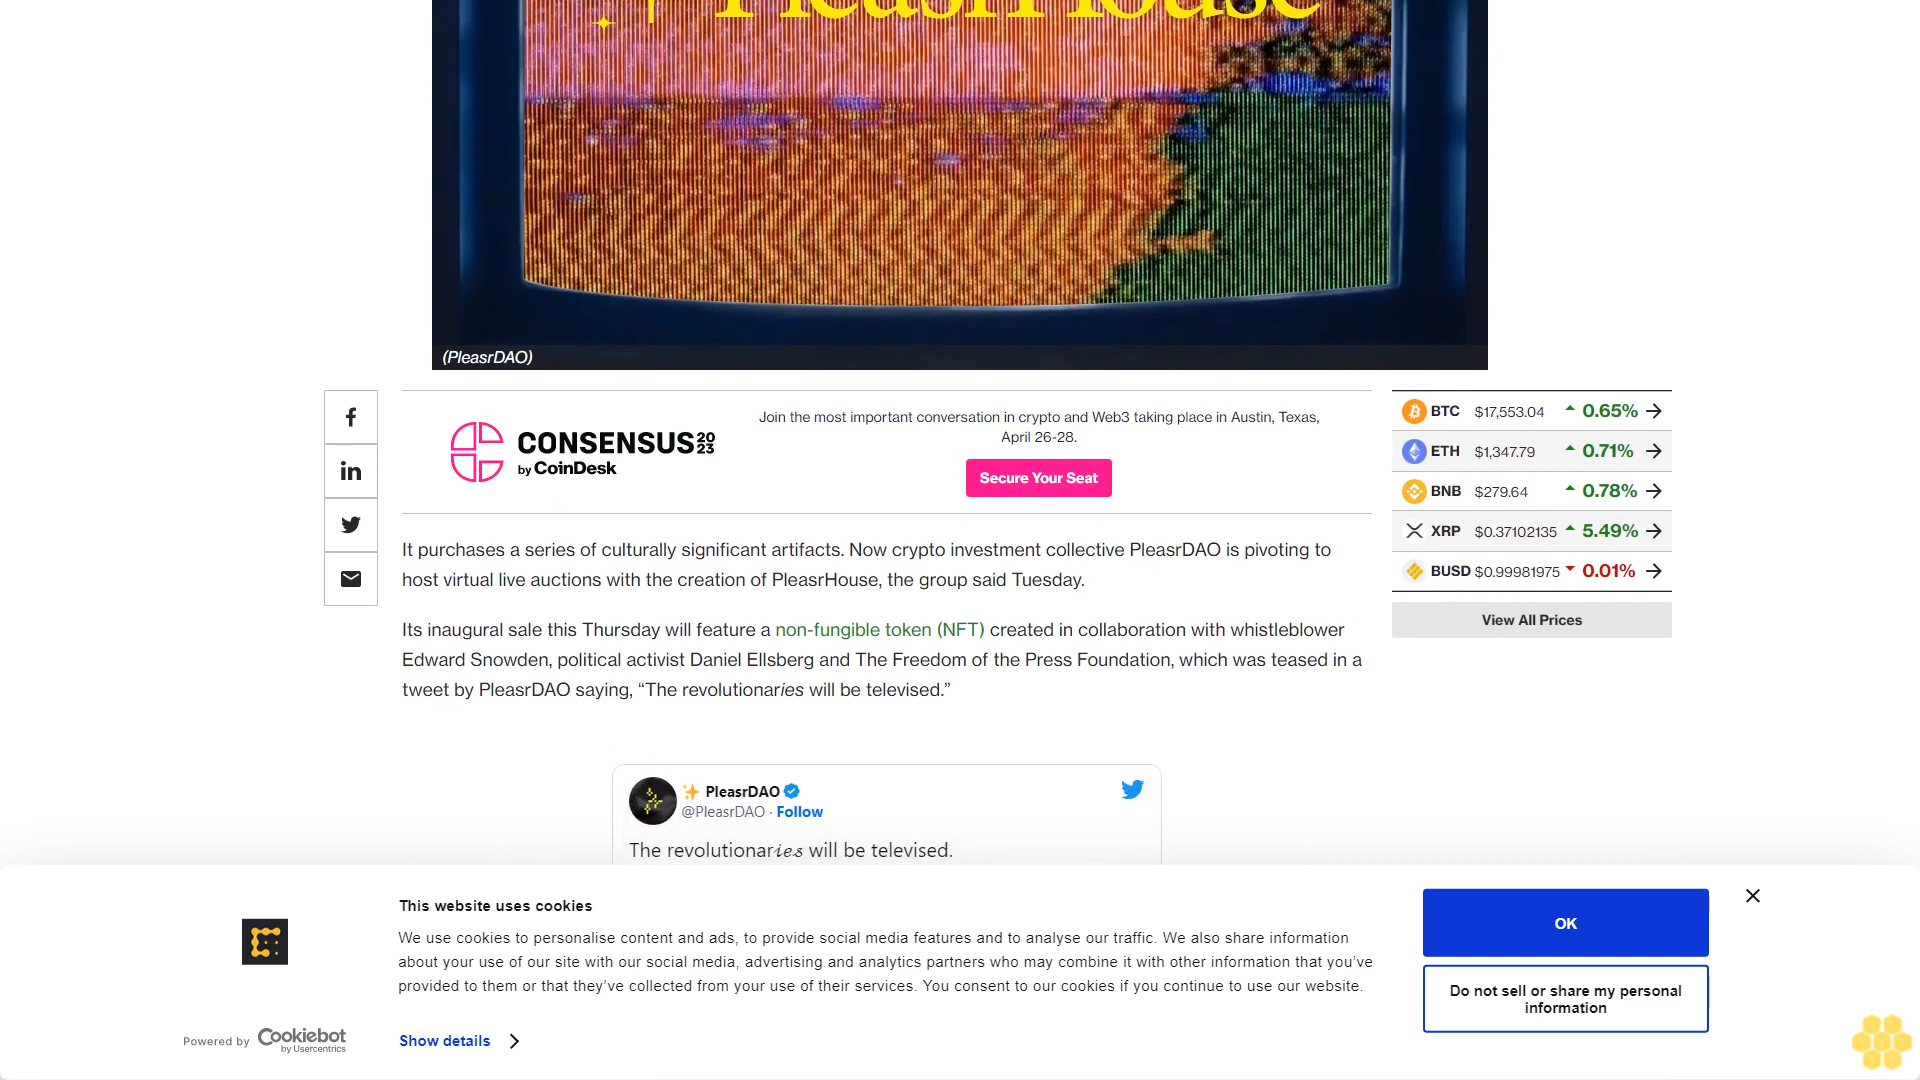 PleasrHouse
(PleasrDAO)
CONSENSUS 2023
by CoinDesk
Join the most important conversation in crypto and Web3 taking place in Austin, Texas,
April 26-28.
Secure Your Seat
BTC $17,553.04 0.65%
ETH $1,347.79 0.71%
BNB $279.64 0.78%
XRP $0.37102135 5.49%
BUSD $0.99981975 0.01%
View All Prices
It purchases a series of culturally significant artifacts. Now crypto investment collective PleasrDAO is pivoting to
host virtual live auctions with the creation of PleasrHouse, the group said Tuesday.
Its inaugural sale this Thursday will feature a non-fungible token (NFT) created in collaboration with whistleblower
Edward Snowden, political activist Daniel Ellsberg and The Freedom of the Press Foundation, which was teased in a
tweet by PleasrDAO saying, “The revolutionaries will be televised.”
✨ PleasrDAO
@PleasrDAO · Follow
The revolutionar𝒾ℯ𝓈 will be televised.
This website uses cookies
We use cookies to personalise content and ads, to provide social media features and to analyse our traffic. We also share information
about your use of our site with our social media, advertising and analytics partners who may combine it with other information that you’ve
provided to them or that they’ve collected from your use of their services. You consent to our cookies if you continue to use our website.
OK
Do not sell or share my personal
information
Powered by Cookiebot
by Usercentrics
Show details